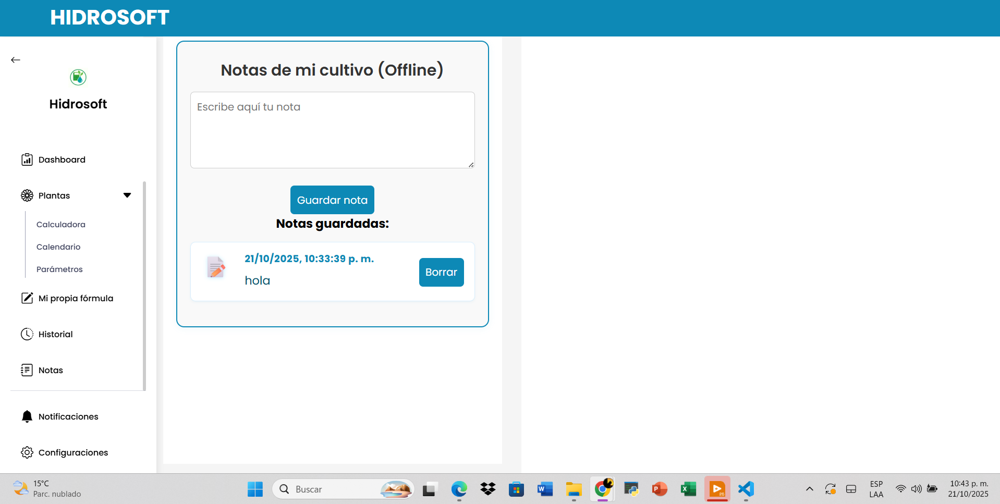 HIDROSOFT
Hidrosoft
Dashboard
Plantas
Calculadora
Calendario
Parámetros
Mi propia fórmula
Historial
Notas
Notificaciones
Configuraciones
Notas de mi cultivo (Offline)
Escribe aquí tu nota
Guardar nota
Notas guardadas:
21/10/2025, 10:33:39 p. m.
hola
Borrar
15°C
Parc. nublado
Buscar
ESP
LAA
10:43 p. m.
21/10/2025